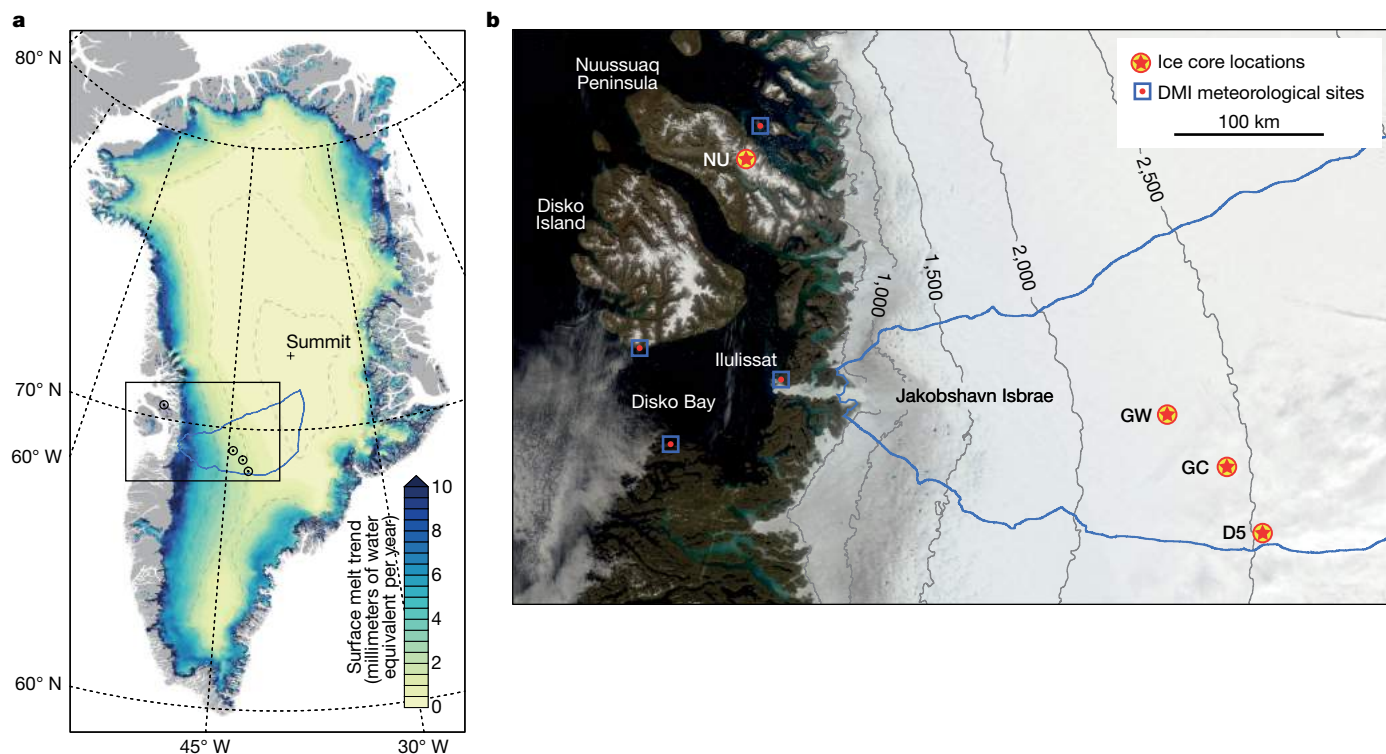 a
80° N
Summit
70° N
60° W
10
8
6
4
2
0
Surface melt trend
(millimeters of water
equivalent per year)
60° N
45° W
30° W
b
Nuussuaq
Peninsula
Ice core locations
DMI meteorological sites
100 km
NU
2,500
Disko
Island
2,000
1,500
1,000
Ilulissat
Jakobshavn Isbrae
Disko Bay
GW
GC
D5